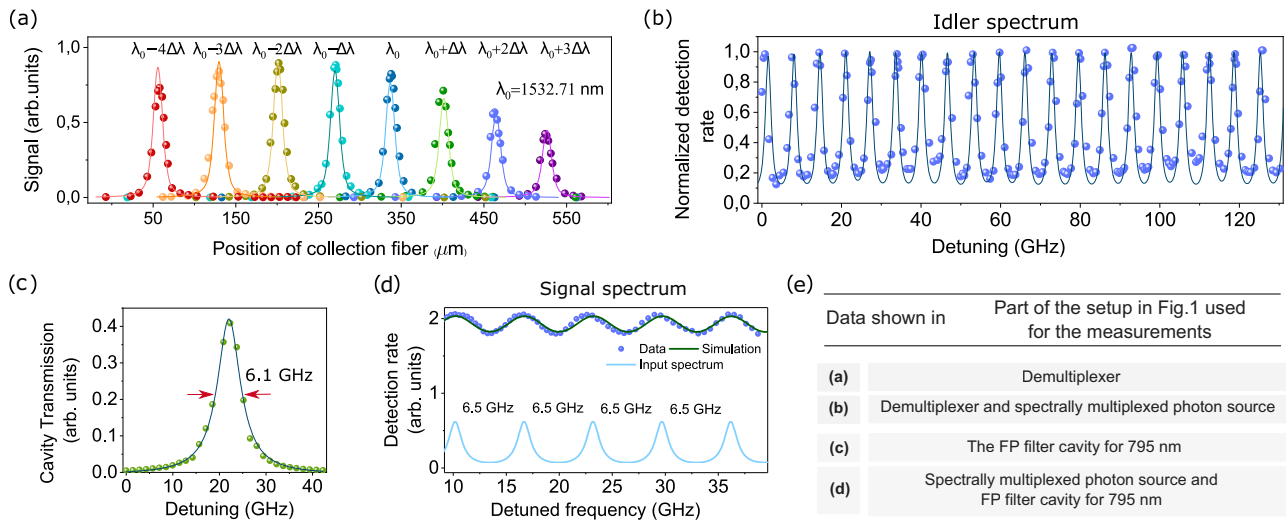 (a)
λ₀−4Δλ λ₀−3Δλ λ₀−2Δλ λ₀−Δλ λ₀ λ₀+Δλ λ₀+2Δλ λ₀+3Δλ
λ₀=1532.71 nm
Signal (arb.units)
1,0
0,5
0,0
50 150 250 350 450 550
Position of collection fiber (μm)
(b)
Idler spectrum
Normalized detection
rate
1,0
0.8
0.6
0.4
0.2
1,0
0 20 40 60 80 100 120
Detuning (GHz)
(c)
Cavity Transmission
(arb. units)
0.4
0.3
0.2
0.1
0.0
6.1 GHz
0 10 20 30 40
Detuning (GHz)
(d)
Signal spectrum
Detection rate
(arb. units)
2
1
0
Data Simulation
Input spectrum
6.5 GHz 6.5 GHz 6.5 GHz 6.5 GHz
10 15 20 25 30 35
Detuned frequency (GHz)
(e)
Data shown in
Part of the setup in Fig.1 used
for the measurements
(a) Demultiplexer
(b) Demultiplexer and spectrally multiplexed photon source
(c) The FP filter cavity for 795 nm
(d) Spectrally multiplexed photon source and
FP filter cavity for 795 nm